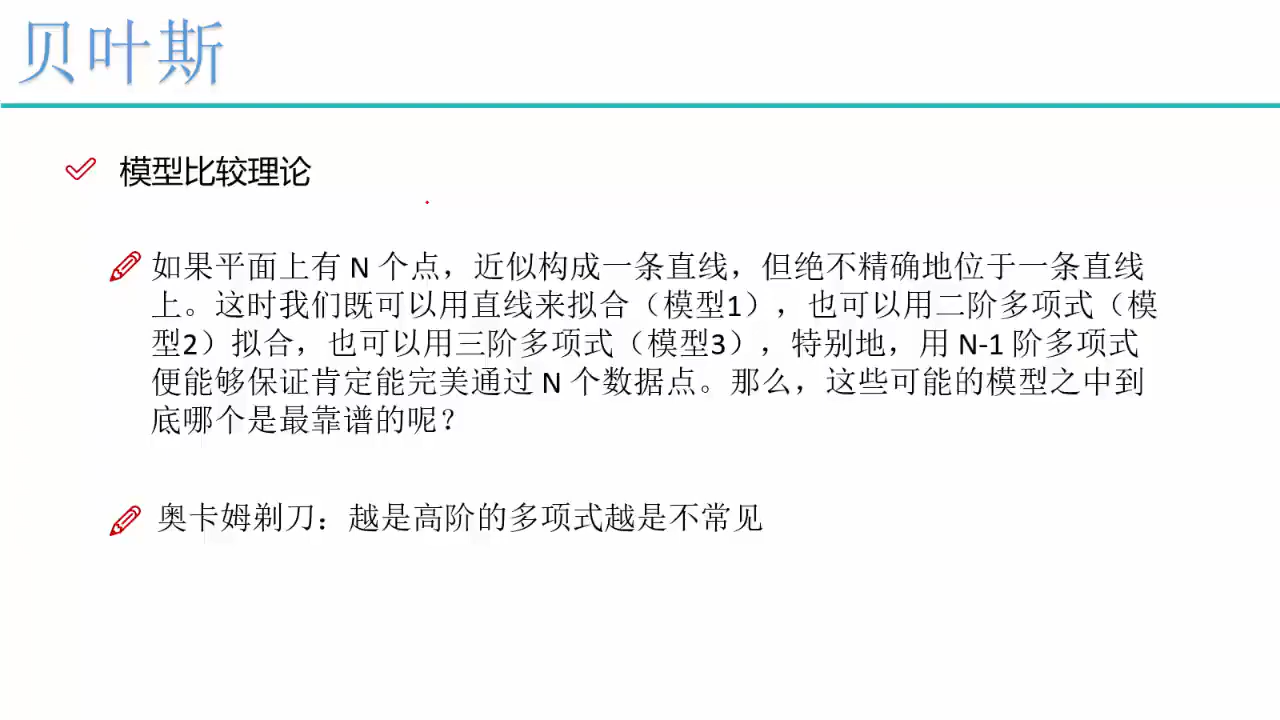 贝叶斯
模型比较理论
如果平面上有 N 个点，近似构成一条直线，但绝不精确地位于一条直线
上。这时我们既可以用直线来拟合（模型1），也可以用二阶多项式（模
型2）拟合，也可以用三阶多项式（模型3），特别地，用 N-1 阶多项式
便能够保证肯定能完美通过 N 个数据点。那么，这些可能的模型之中到
底哪个是最靠谱的呢？
奥卡姆剃刀：越是高阶的多项式越是不常见